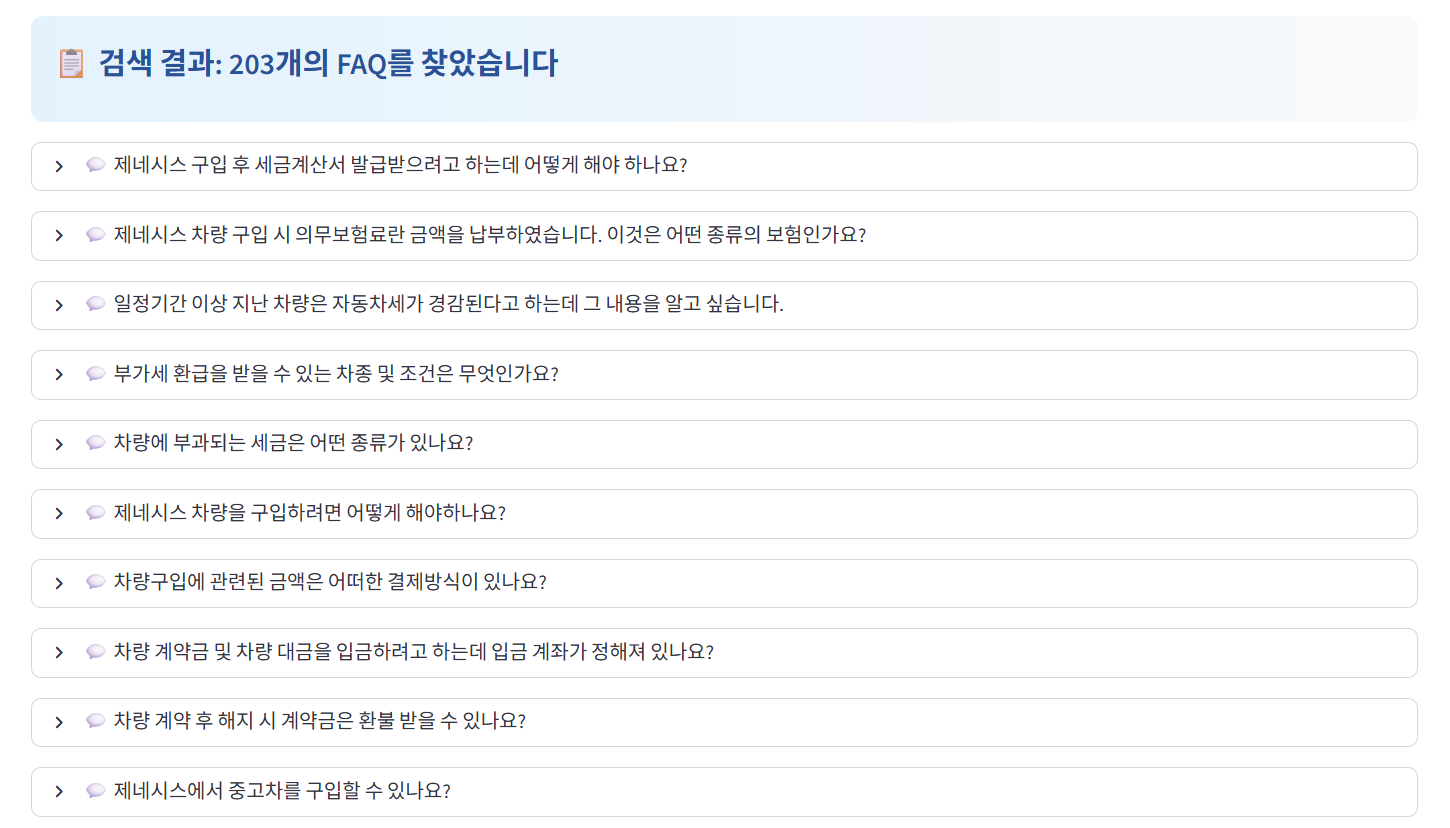 검색 결과: 203개의 FAQ를 찾았습니다
제네시스 구입 후 세금계산서 발급받으려고 하는데 어떻게 해야 하나요?
제네시스 차량 구입 시 의무보험료란 금액을 납부하였습니다. 이것은 어떤 종류의 보험인가요?
일정기간 이상 지난 차량은 자동차세가 경감된다고 하는데 그 내용을 알고 싶습니다.
부가세 환급을 받을 수 있는 차종 및 조건은 무엇인가요?
차량에 부과되는 세금은 어떤 종류가 있나요?
제네시스 차량을 구입하려면 어떻게 해야하나요?
차량구입에 관련된 금액은 어떠한 결제방식이 있나요?
차량 계약금 및 차량 대금을 입금하려고 하는데 입금 계좌가 정해져 있나요?
차량 계약 후 해지 시 계약금은 환불 받을 수 있나요?
제네시스에서 중고차를 구입할 수 있나요?